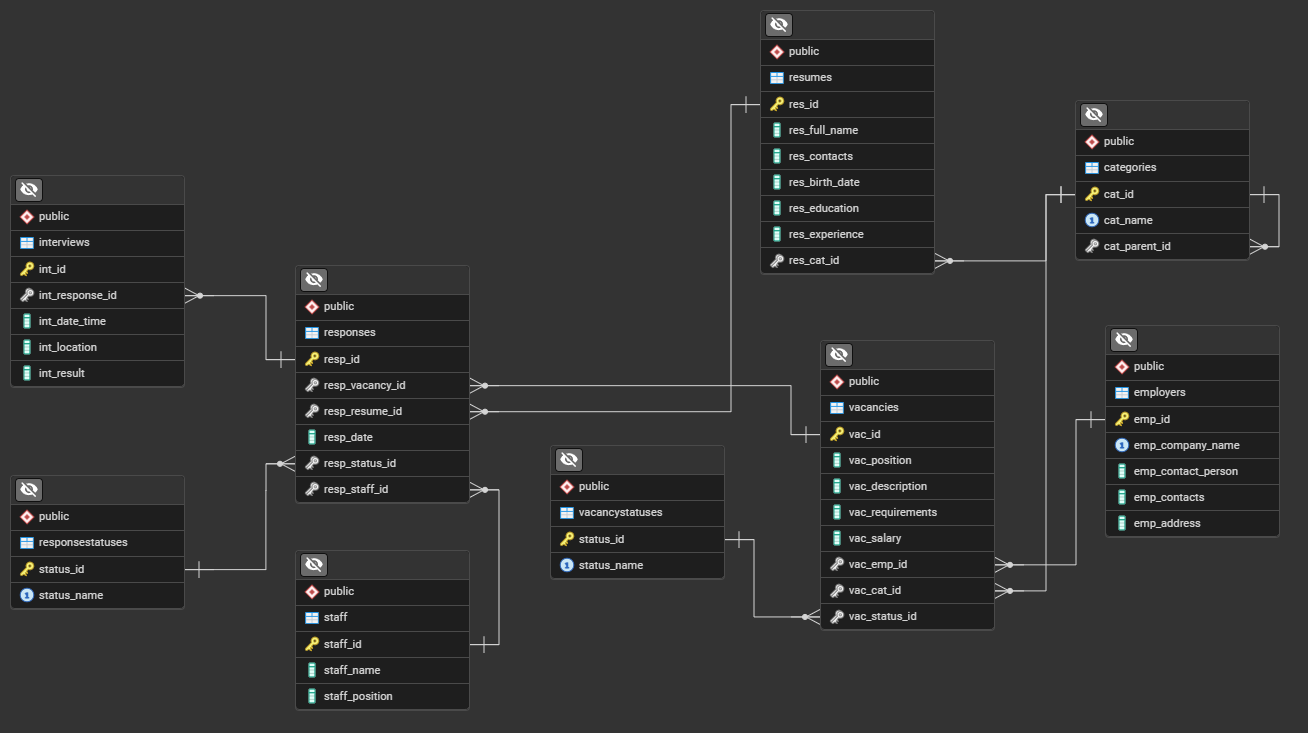 public
resumes
res_id
res_full_name
res_contacts
res_birth_date
res_education
res_experience
res_cat_id
public
categories
cat_id
cat_name
cat_parent_id
public
interviews
int_id
int_response_id
int_date_time
int_location
int_result
public
responses
resp_id
resp_vacancy_id
resp_resume_id
resp_date
resp_status_id
resp_staff_id
public
employers
emp_id
emp_company_name
emp_contact_person
emp_contacts
emp_address
public
vacancies
vac_id
vac_position
vac_description
vac_requirements
vac_salary
vac_emp_id
vac_cat_id
vac_status_id
public
vacancystatuses
status_id
status_name
public
responsestatuses
status_id
status_name
public
staff
staff_id
staff_name
staff_position